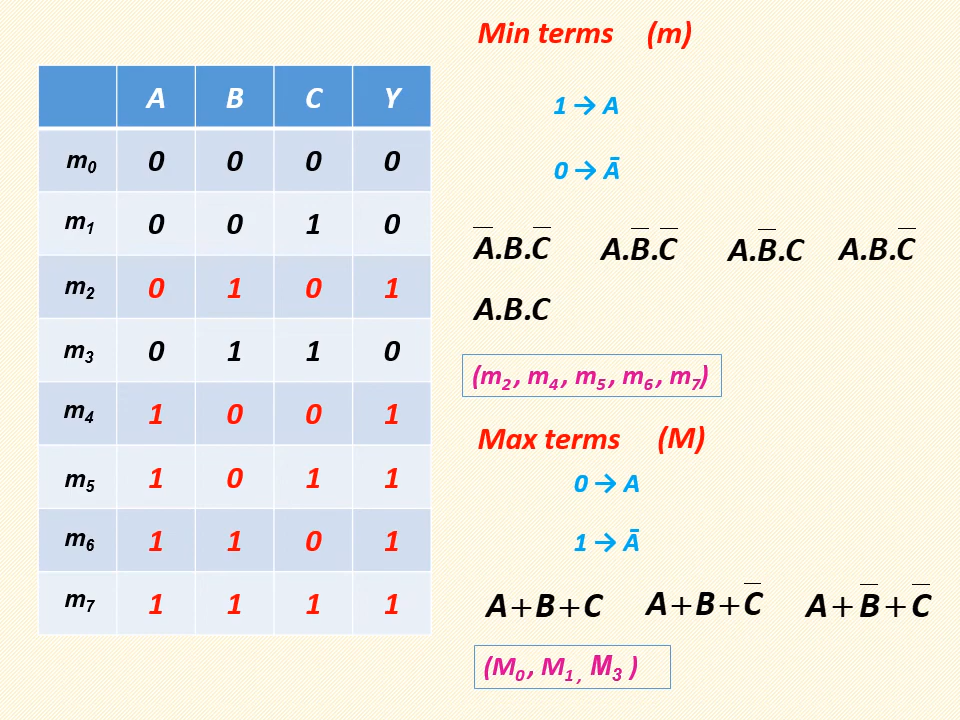 A B C Y
m₀ 0 0 0 0
m₁ 0 0 1 0
m₂ 0 1 0 1
m₃ 0 1 1 0
m₄ 1 0 0 1
m₅ 1 0 1 1
m₆ 1 1 0 1
m₇ 1 1 1 1
Min terms (m)
1 → A
0 → Ā
A̅.B.C̅ A.B̅.C̅ A.B̅.C A.B.C̅
A.B.C
(m₂ , m₄ , m₅ , m₆ , m₇)
Max terms (M)
0 → A
1 → Ā
A+B+C A+B+C̅ A+B̅+C̅
(M₀ , M₁ , M₃ )